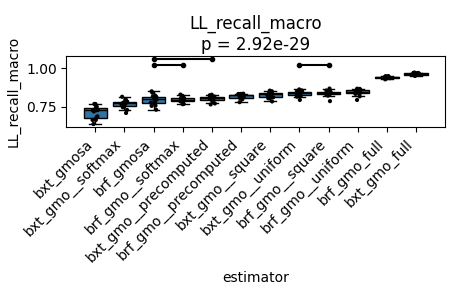 LL_recall_macro
p = 2.92e-29
LL_recall_macro
1.00
0.75
bxt_gmosa
bxt_gmo__softmax
brf_gmosa
brf_gmo__softmax
bxt_gmo__precomputed
brf_gmo__precomputed
bxt_gmo__square
bxt_gmo__uniform
brf_gmo__square
brf_gmo__uniform
brf_gmo_full
bxt_gmo_full
estimator